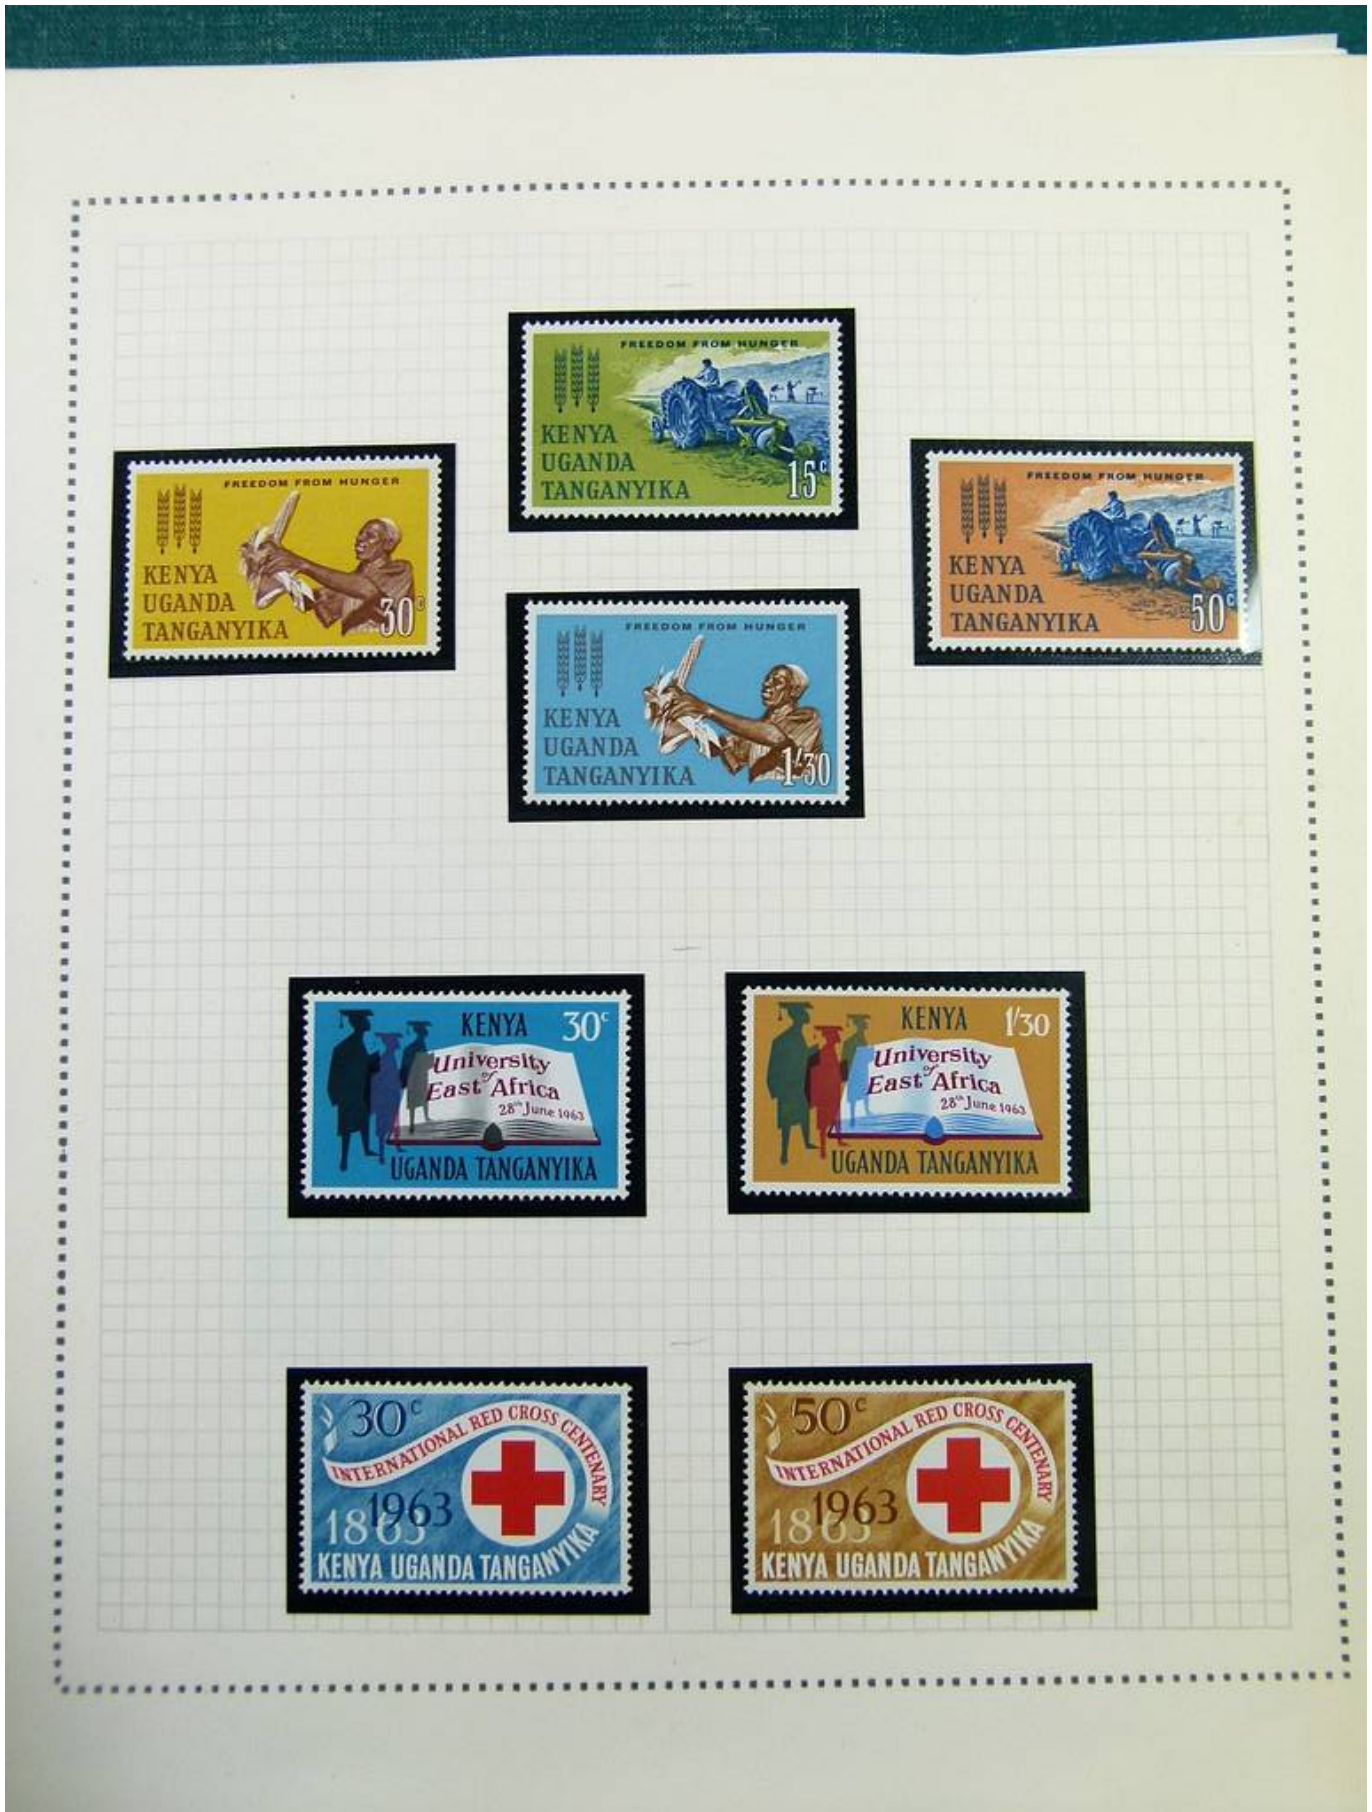 FREEDOM FROM HUNGER
KENYA
UGANDA
TANGANYIKA
15c
FREEDOM FROM HUNGER
KENYA
UGANDA
TANGANYIKA
30c
FREEDOM FROM HUNGER
KENYA
UGANDA
TANGANYIKA
50c
FREEDOM FROM HUNGER
KENYA
UGANDA
TANGANYIKA
1/30
KENYA 30c
University
of
East Africa
28th June 1963
UGANDA TANGANYIKA
KENYA 1/30
University
of
East Africa
28th June 1963
UGANDA TANGANYIKA
30c
INTERNATIONAL RED CROSS CENTENARY
1963
1863
KENYA UGANDA TANGANYIKA
50c
INTERNATIONAL RED CROSS CENTENARY
1963
1863
KENYA UGANDA TANGANYIKA